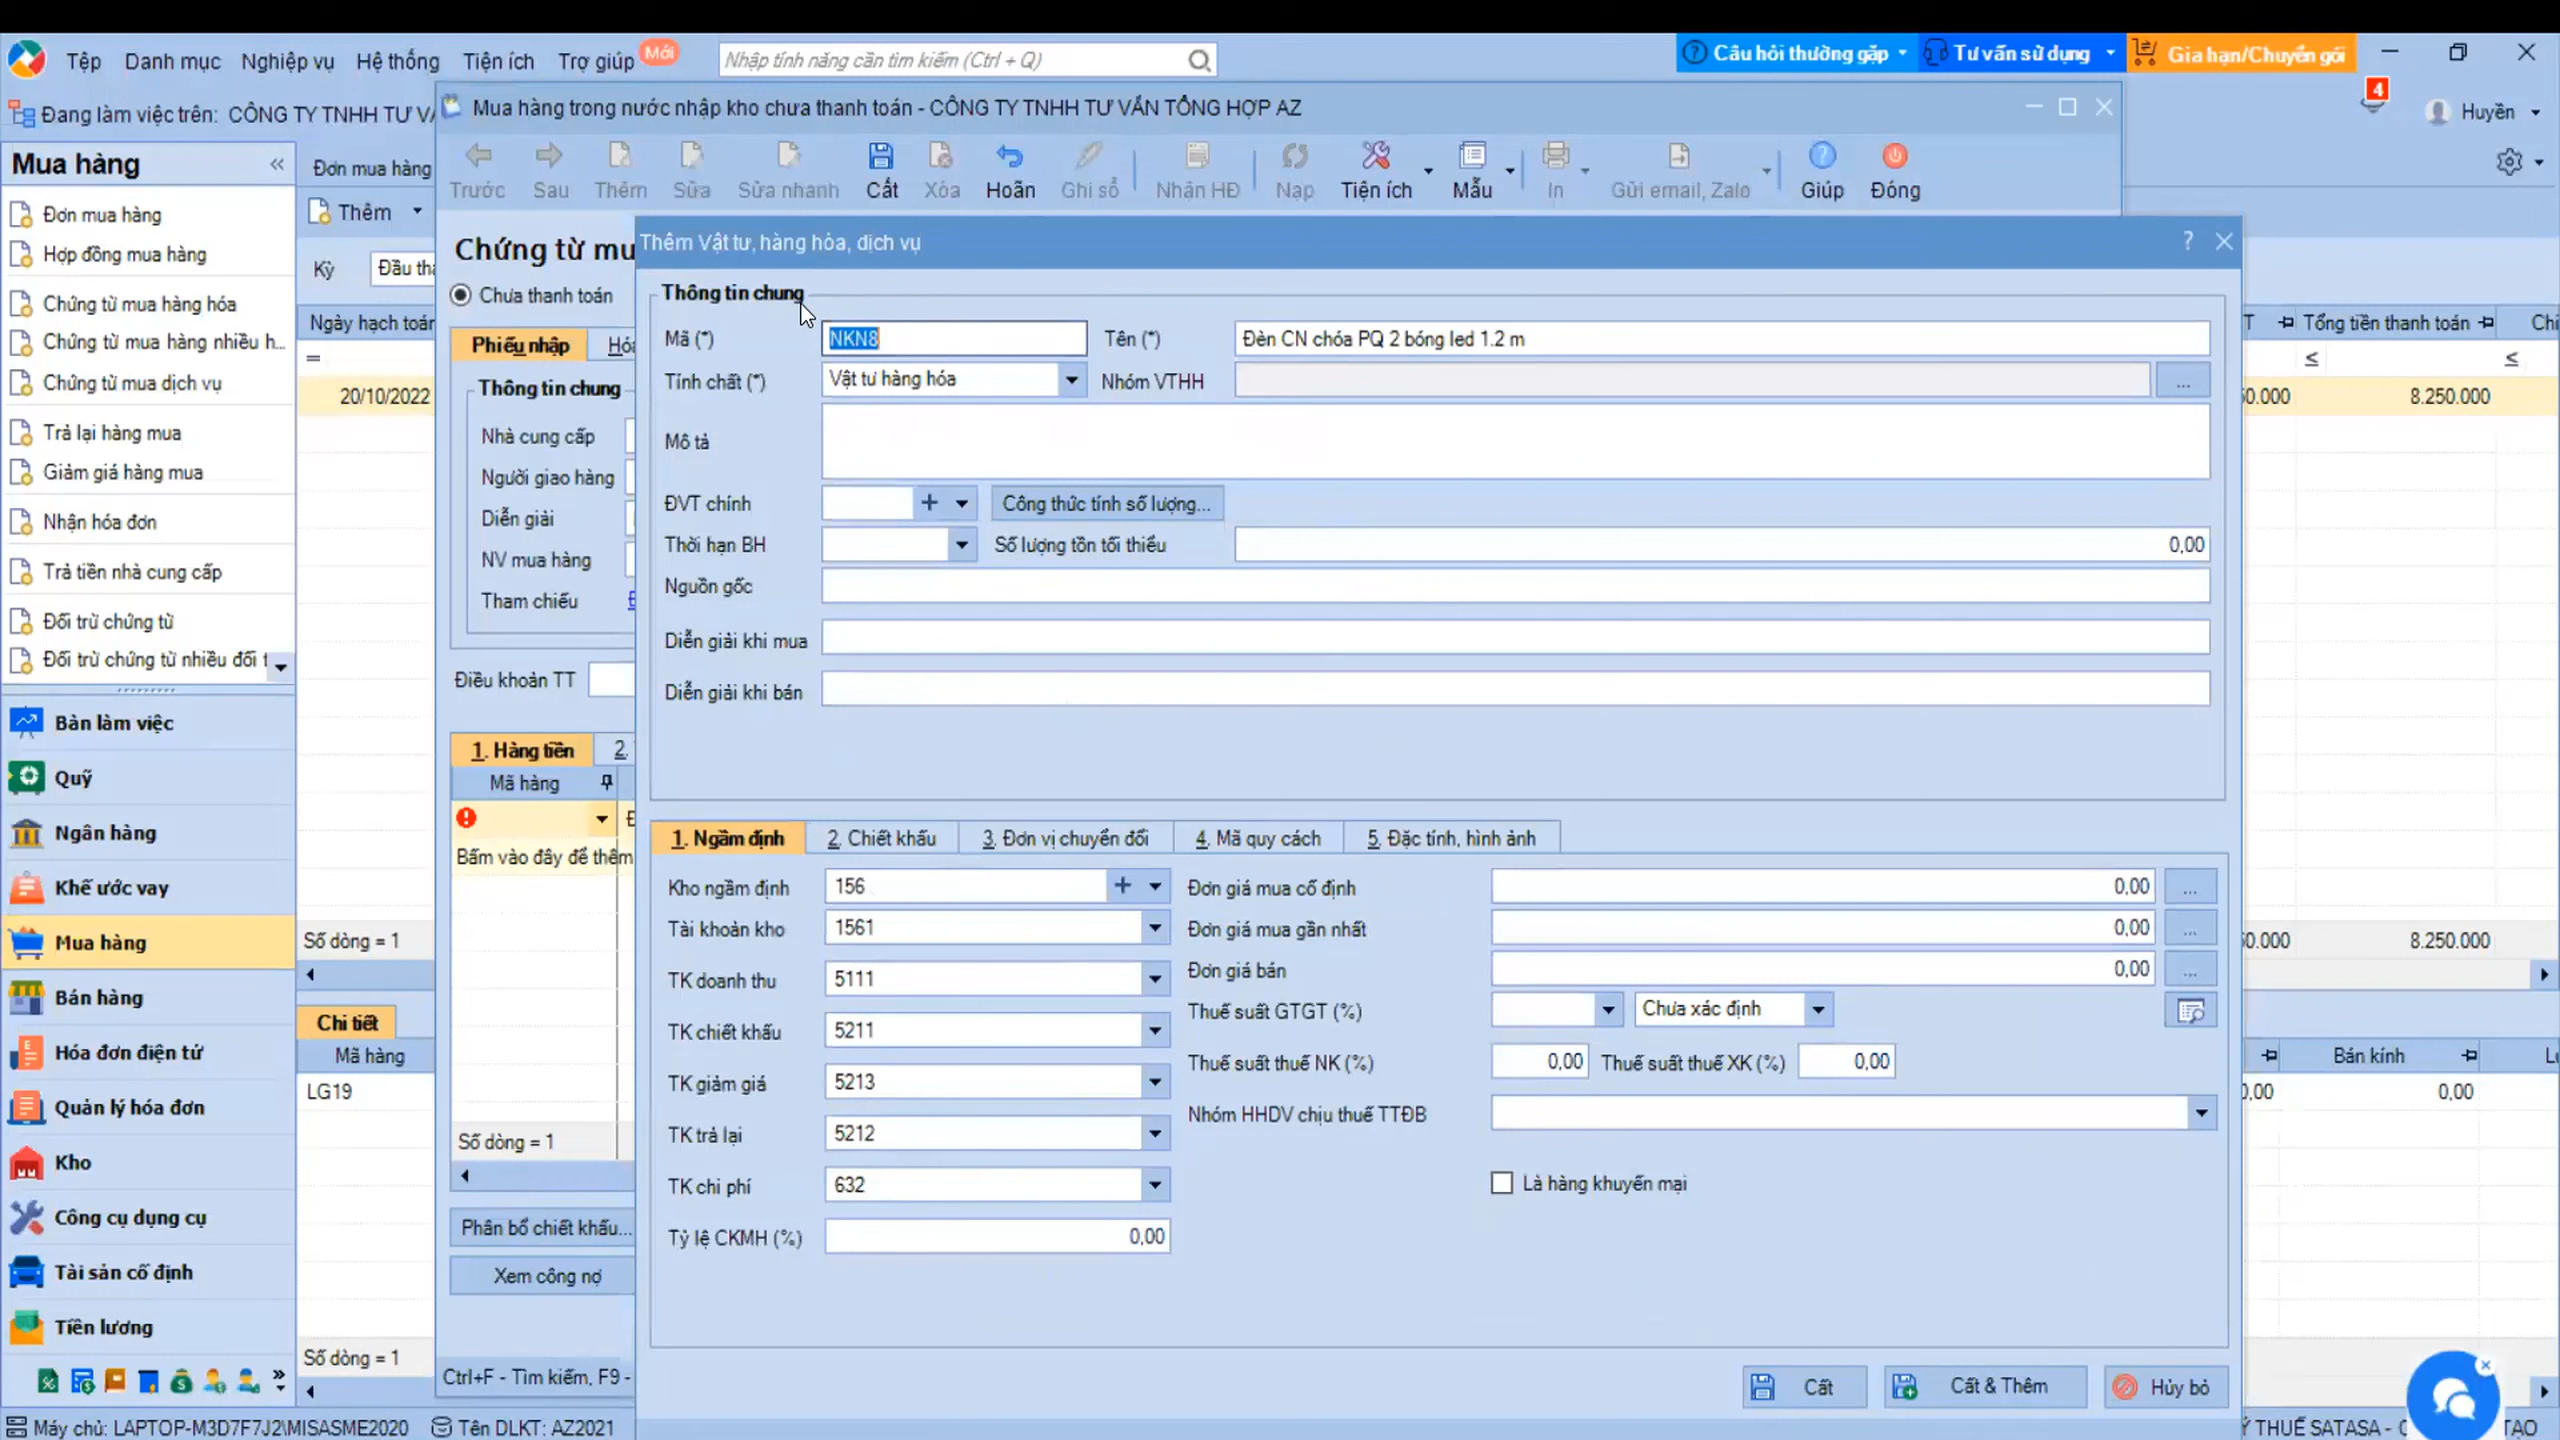 Tệp Danh mục Nghiệp vụ Hệ thống Tiện ích Trợ giúp Mới
Nhập tính năng cần tìm kiếm (Ctrl + Q)
Câu hỏi thường gặp Tư vấn sử dụng Gia hạn/Chuyển gói
Đang làm việc trên: CÔNG TY TNHH TƯ V
4
Huyền
Mua hàng trong nước nhập kho chưa thanh toán - CÔNG TY TNHH TƯ VẤN TỔNG HỢP AZ
Trước Sau Thêm Sửa Sửa nhanh Cất Xóa Hoãn Ghi sổ Nhận HĐ Nạp Tiện ích Mẫu In Gửi email, Zalo Giúp Đóng
Mua hàng
Đơn mua hàng
Hợp đồng mua hàng
Chứng từ mua hàng hóa
Chứng từ mua hàng nhiều h...
Chứng từ mua dịch vụ
Trả lại hàng mua
Giảm giá hàng mua
Nhận hóa đơn
Trả tiền nhà cung cấp
Đối trừ chứng từ
Đối trừ chứng từ nhiều đối t
Bàn làm việc
Quỹ
Ngân hàng
Khế ước vay
Mua hàng
Bán hàng
Hóa đơn điện tử
Quản lý hóa đơn
Kho
Công cụ dụng cụ
Tài sản cố định
Tiền lương
Đơn mua hàng
Thêm
Kỳ Đầu thá
Ngày hạch toán
=
20/10/2022
Số dòng = 1
Chi tiết
Mã hàng
LG19
Số dòng = 1
Chứng từ mu
Chưa thanh toán
Phiếu nhập Hóa
Thông tin chung
Nhà cung cấp
Người giao hàng
Diễn giải
NV mua hàng
Tham chiếu
Điều khoản TT
1. Hàng tiền 2.
Mã hàng
Bấm vào đây để thêm
Số dòng = 1
Phân bổ chiết khấu...
Xem công nợ
Ctrl+F - Tìm kiếm, F9 -
Thêm Vật tư, hàng hóa, dịch vụ ?
Thông tin chung
Mã (*) NKN8 Tên (*) Đèn CN chóa PQ 2 bóng led 1.2 m
Tính chất (*) Vật tư hàng hóa Nhóm VTHH ...
Mô tả
ĐVT chính Công thức tính số lượng...
Thời hạn BH Số lượng tồn tối thiểu 0,00
Nguồn gốc
Diễn giải khi mua
Diễn giải khi bán
1. Ngầm định 2. Chiết khấu 3. Đơn vị chuyển đổi 4. Mã quy cách 5. Đặc tính, hình ảnh
Kho ngầm định 156 Đơn giá mua cố định 0,00 ...
Tài khoản kho 1561 Đơn giá mua gần nhất 0,00 ...
TK doanh thu 5111 Đơn giá bán 0,00 ...
TK chiết khấu 5211 Thuế suất GTGT (%) Chưa xác định
TK giảm giá 5213 Thuế suất thuế NK (%) 0,00 Thuế suất thuế XK (%) 0,00
TK trả lại 5212 Nhóm HHDV chịu thuế TTĐB
TK chi phí 632 Là hàng khuyến mại
Tỷ lệ CKMH (%) 0,00
Cất Cất & Thêm Hủy bỏ
T Tổng tiền thanh toán Chi
≤ ≤
50.000 8.250.000
50.000 8.250.000
Bán kính
0,00 0,00
Máy chủ: LAPTOP-M3D7F7J2\MISASME2020 Tên DLKT: AZ2021
Ý THUẾ SATASA - TẠO